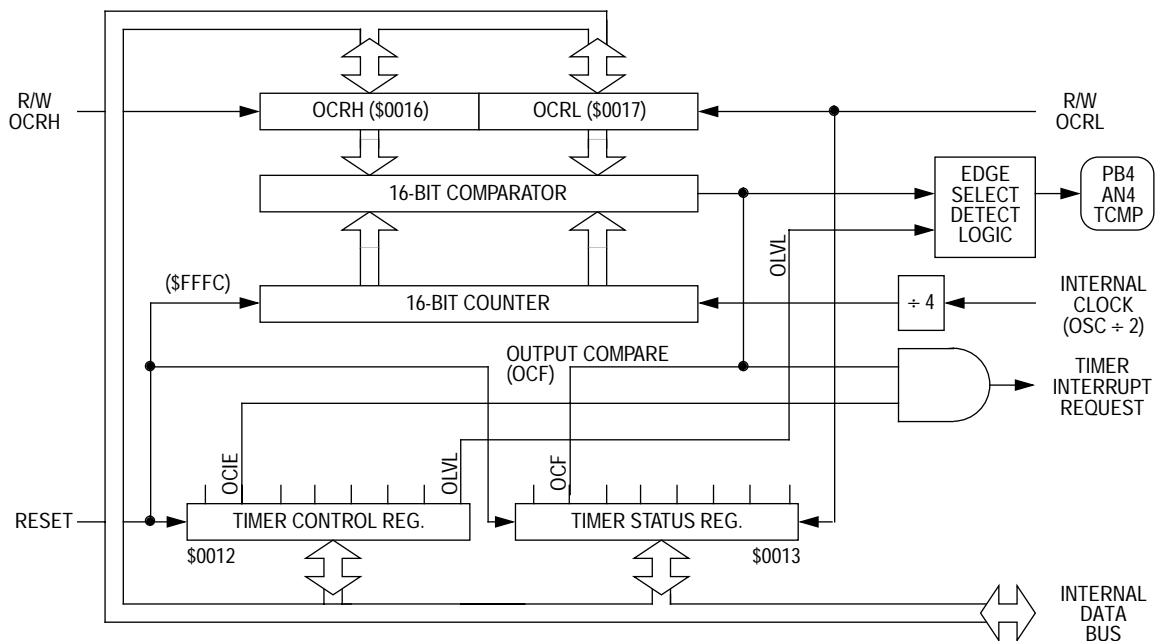 R/W
OCRH
OCRH ($0016)
OCRL ($0017)
R/W
OCRL
16-BIT COMPARATOR
EDGE
SELECT
DETECT
LOGIC
PB4
AN4
TCMP
OLVL
($FFFC)
16-BIT COUNTER
÷ 4
INTERNAL
CLOCK
(OSC ÷ 2)
OUTPUT COMPARE
(OCF)
TIMER
INTERRUPT
REQUEST
OCIE
OLVL
OCF
RESET
TIMER CONTROL REG.
TIMER STATUS REG.
$0012
$0013
INTERNAL
DATA
BUS